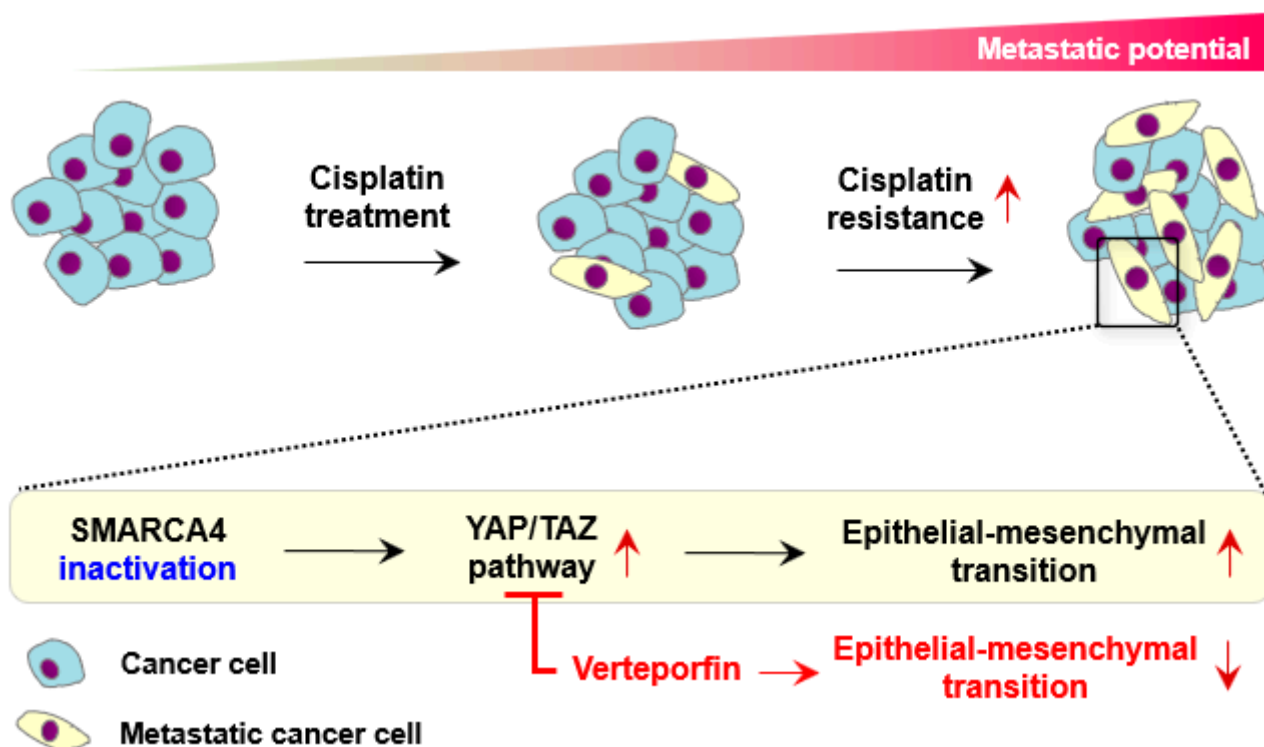 Metastatic potential
Cisplatin
treatment
Cisplatin
resistance
SMARCA4
inactivation
YAP/TAZ
pathway
Epithelial-mesenchymal
transition
Verteporfin
Epithelial-mesenchymal
transition
Cancer cell
Metastatic cancer cell